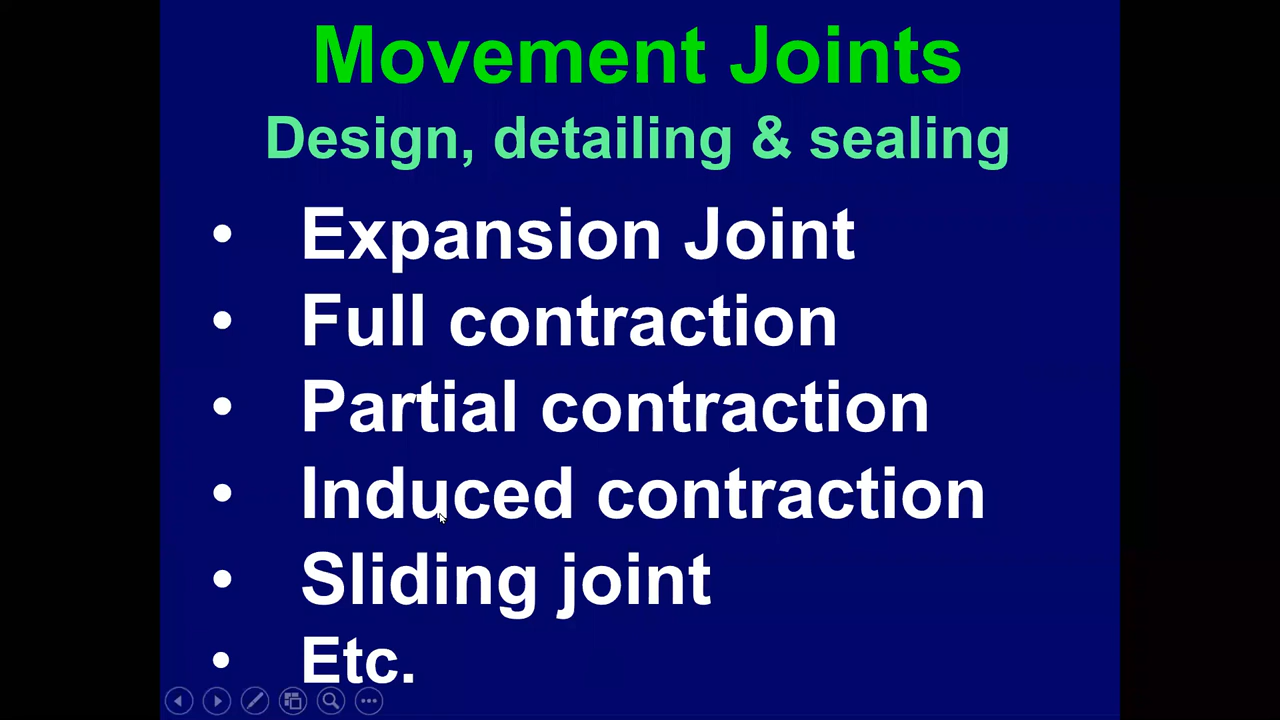 Movement Joints
Design, detailing & sealing
• Expansion Joint
• Full contraction
• Partial contraction
• Induced contraction
• Sliding joint
• Etc.